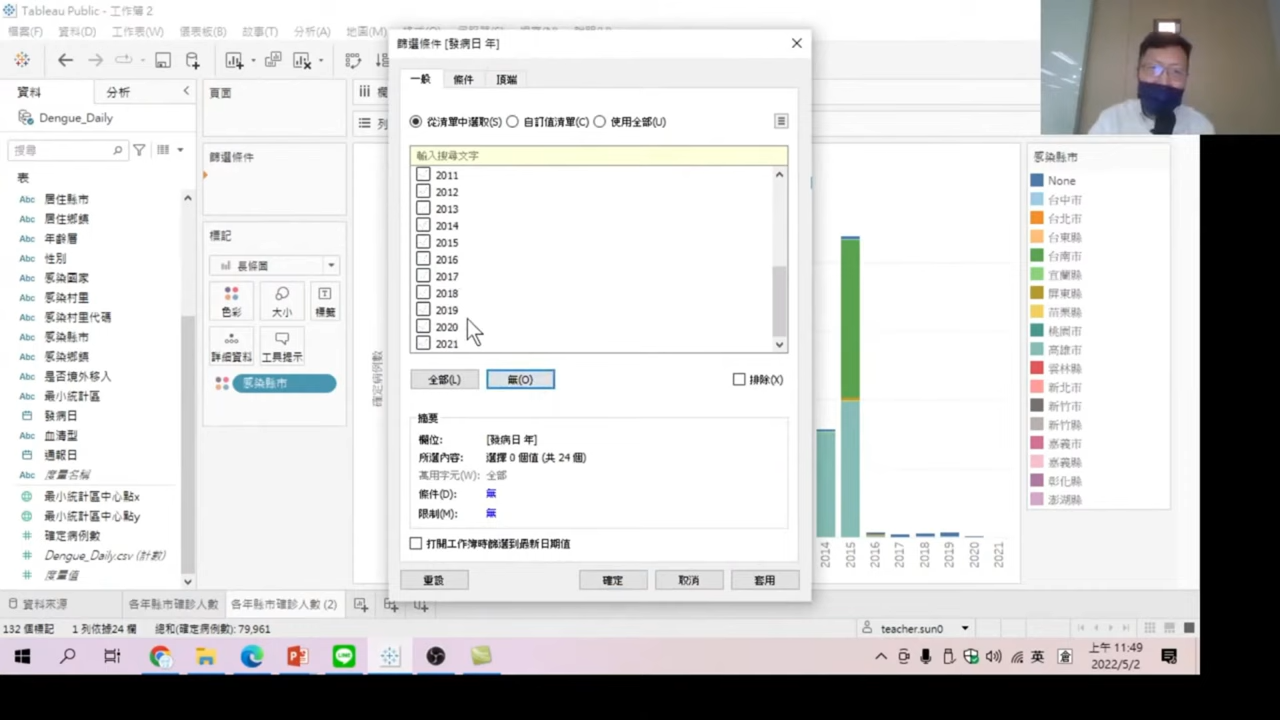 Tableau Public - 工作簿 2
檔案(F) 資料(D) 工作表(W) 儀表板(B) 故事(T) 分析(A) 地圖(M)
資料
分析
Dengue_Daily
搜尋
表
Abc 居住縣市
Abc 居住鄉鎮
Abc 年齡層
Abc 性別
Abc 感染國家
Abc 感染村里
Abc 感染村里代碼
Abc 感染縣市
Abc 感染鄉鎮
Abc 是否境外移入
Abc 最小統計區
發病日
Abc 血清型
通報日
Abc 度量名稱
最小統計區中心點x
最小統計區中心點y
# 確定病例數
# Dengue_Daily.csv (計數)
# 度量值
頁面
篩選條件
標記
長條圖
色彩
大小
標籤
詳細資料
工具提示
感染縣市
欄
列
篩選條件 [發病日 年]
一般
條件
頂端
從清單中選取(S)
自訂值清單(C)
使用全部(U)
輸入搜尋文字
2011
2012
2013
2014
2015
2016
2017
2018
2019
2020
2021
全部(L)
無(O)
排除(X)
摘要
欄位: [發病日 年]
所選內容: 選擇 0 個值 (共 24 個)
萬用字元(W): 全部
條件(D): 無
限制(M): 無
打開工作簿時篩選到最新日期值
重設
確定
取消
套用
2014
2015
2016
2017
2018
2019
2020
2021
感染縣市
None
台中市
台北市
台東縣
台南市
宜蘭縣
屏東縣
苗栗縣
桃園市
高雄市
雲林縣
新北市
新竹市
新竹縣
嘉義市
嘉義縣
彰化縣
澎湖縣
資料來源
各年縣市確診人數
各年縣市確診人數 (2)
132 個標記
1 列依據24 欄
總和(確定病例數): 79,961
teacher.sun0
英
上午 11:49
2022/5/2